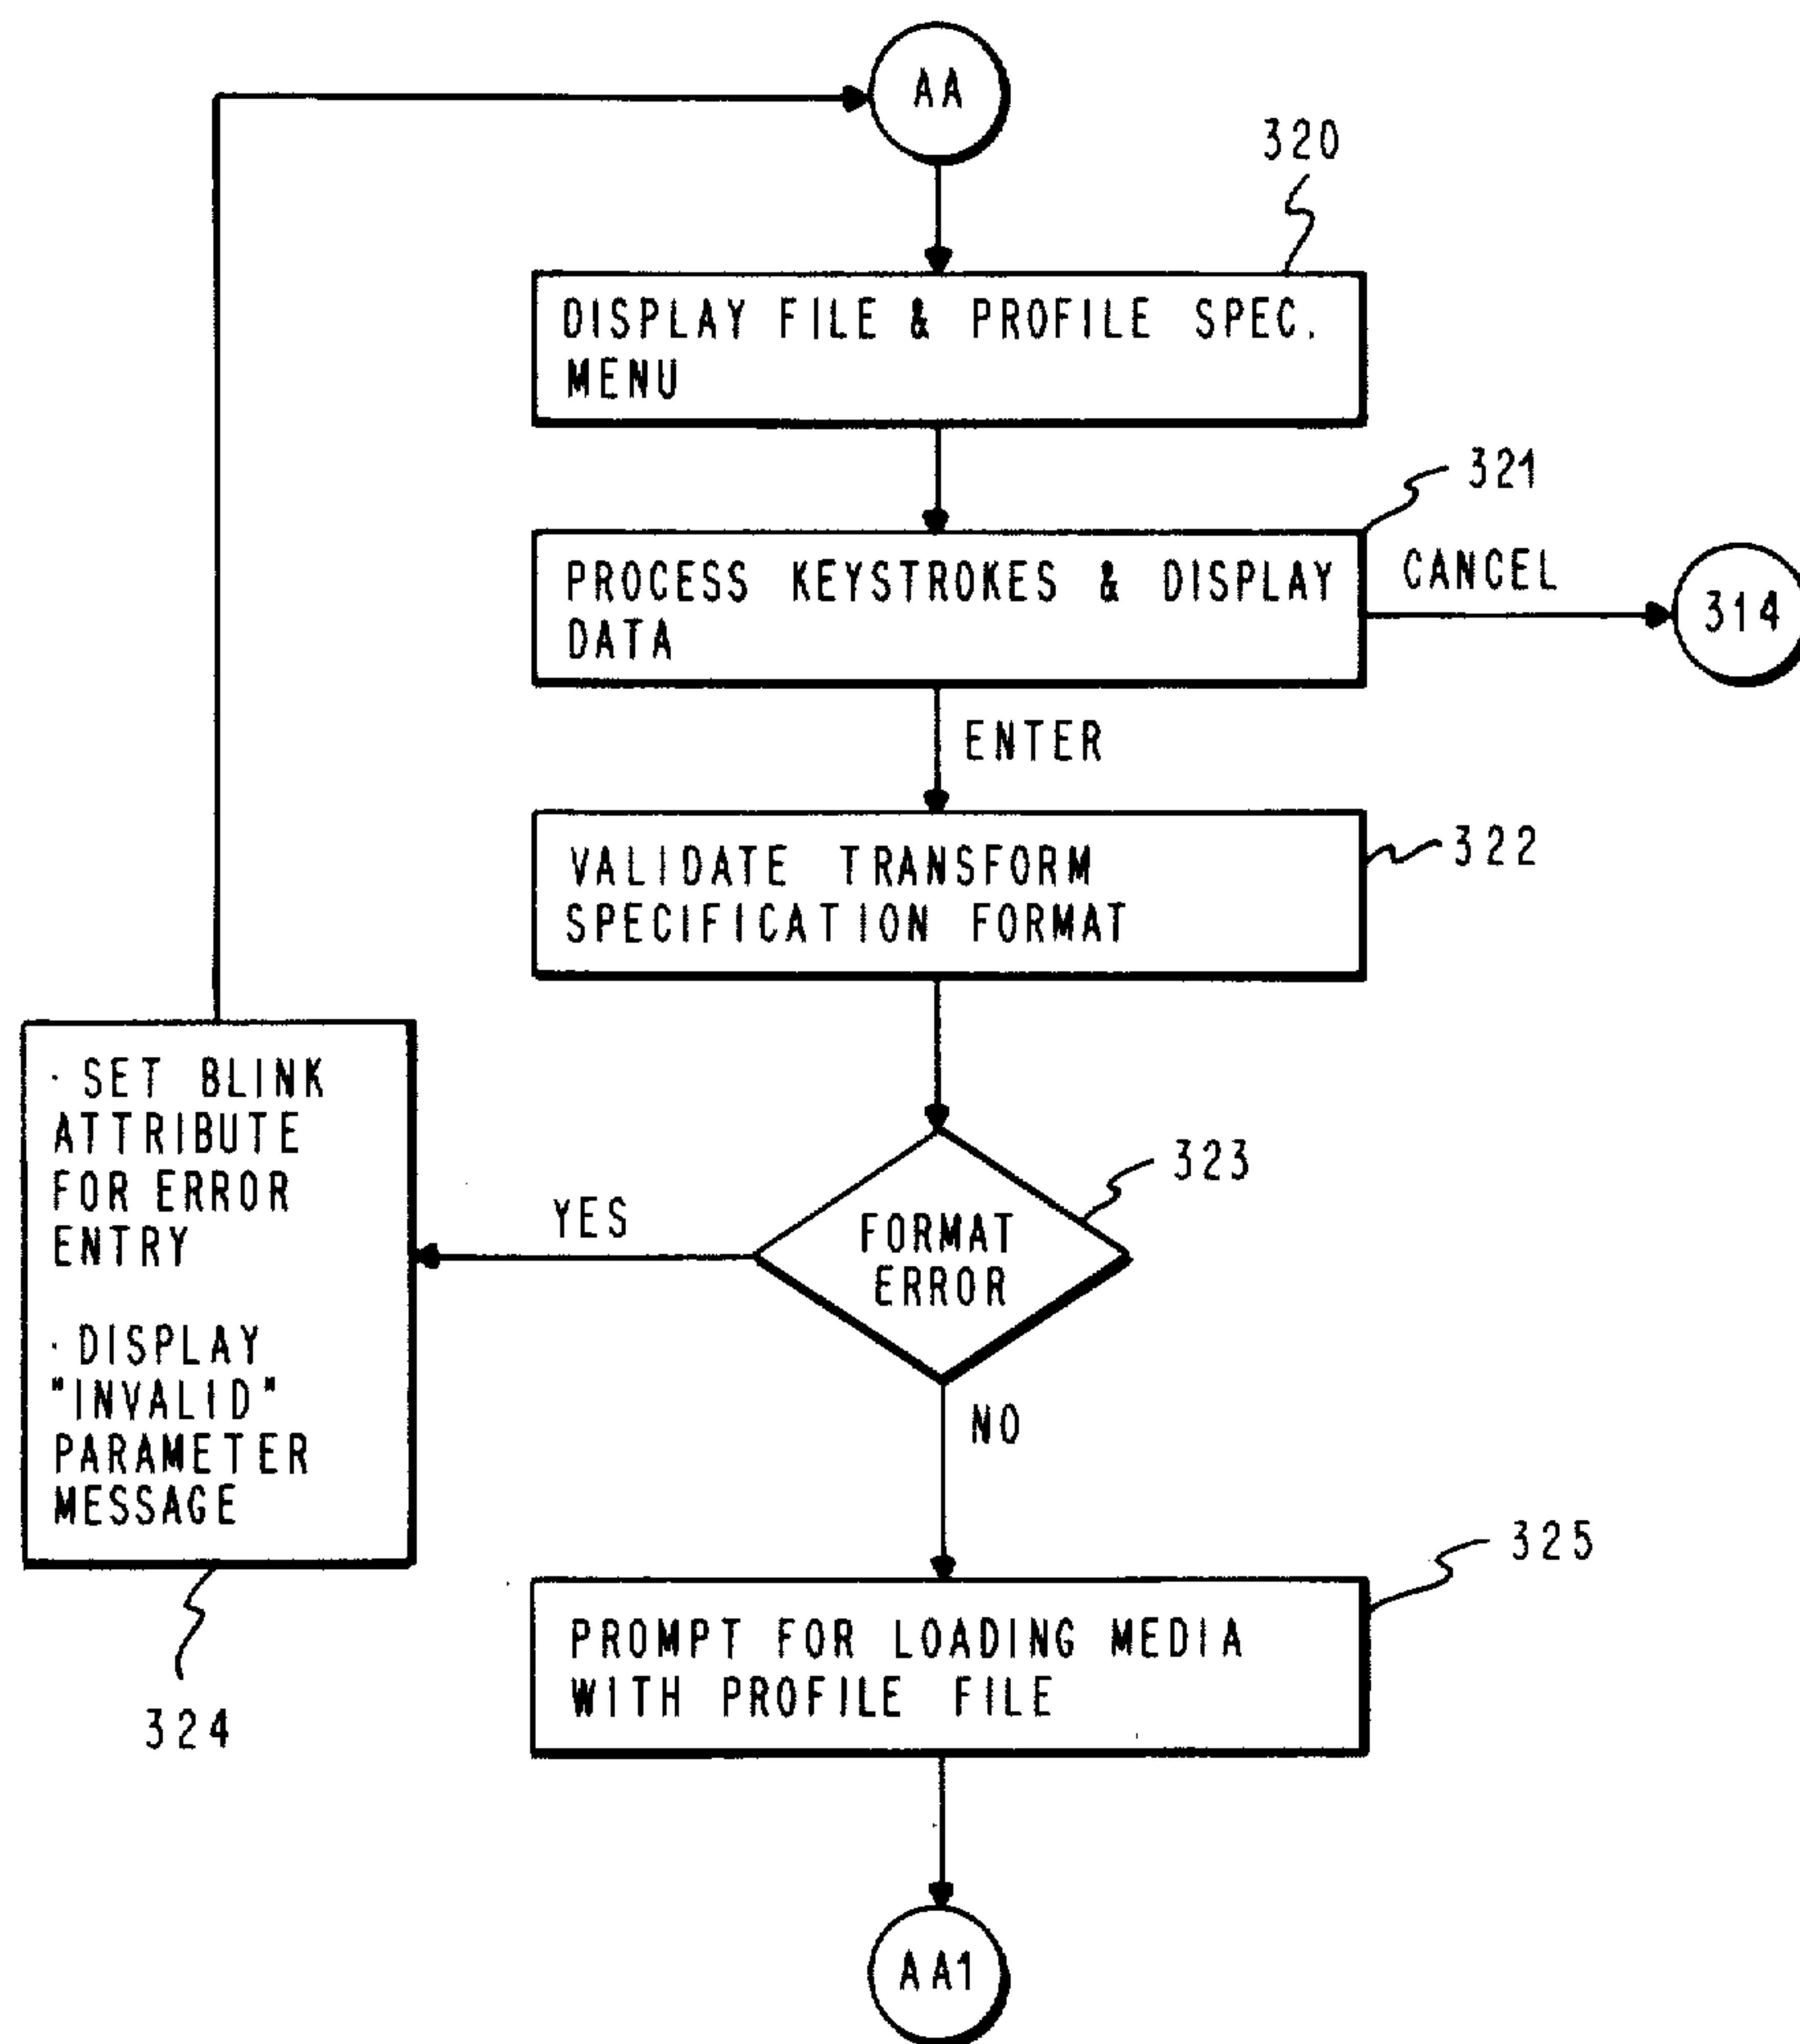 AA
320
DISPLAY FILE & PROFILE SPEC.
MENU
321
PROCESS KEYSTROKES & DISPLAY
DATA
CANCEL
314
ENTER
VALIDATE TRANSFORM
SPECIFICATION FORMAT
322
323
FORMAT
ERROR
YES
· SET BLINK
ATTRIBUTE
FOR ERROR
ENTRY
· DISPLAY
"INVALID"
PARAMETER
MESSAGE
324
NO
325
PROMPT FOR LOADING MEDIA
WITH PROFILE FILE
AA1